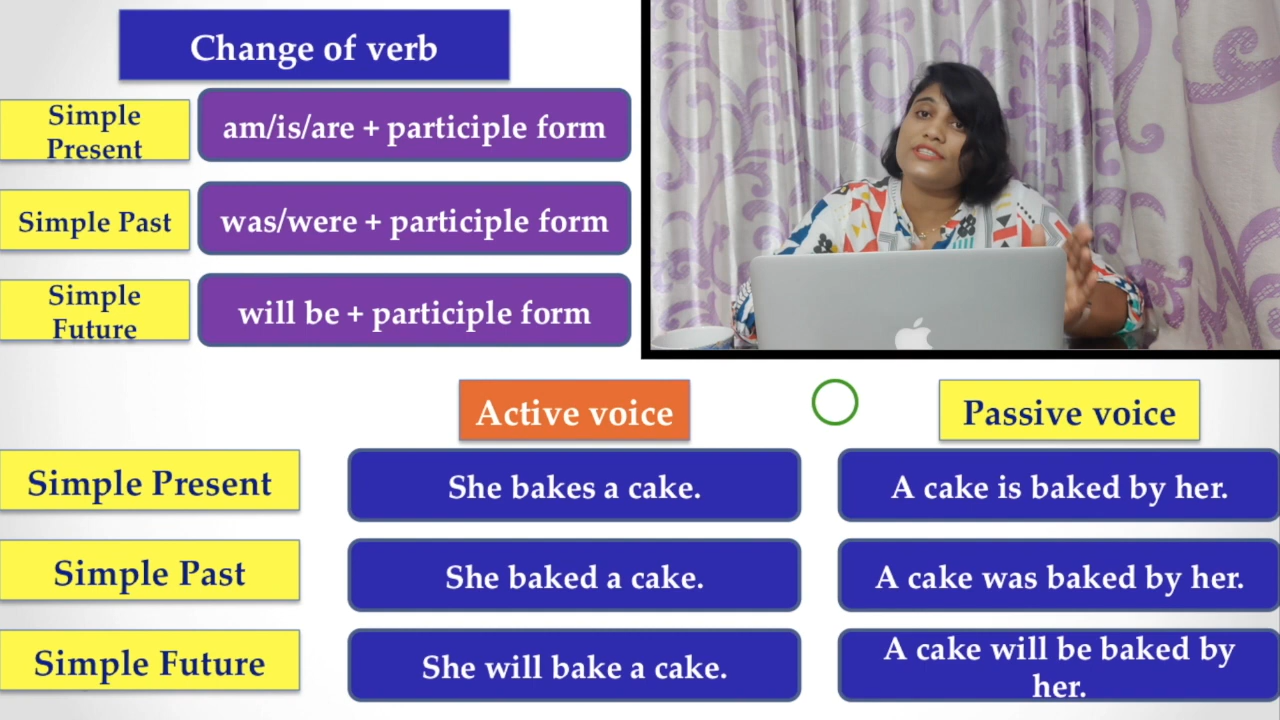 Change of verb
Simple
Present
am/is/are + participle form
Simple Past
was/were + participle form
Simple
Future
will be + participle form
Active voice
Passive voice
Simple Present
She bakes a cake.
A cake is baked by her.
Simple Past
She baked a cake.
A cake was baked by her.
Simple Future
She will bake a cake.
A cake will be baked by
her.